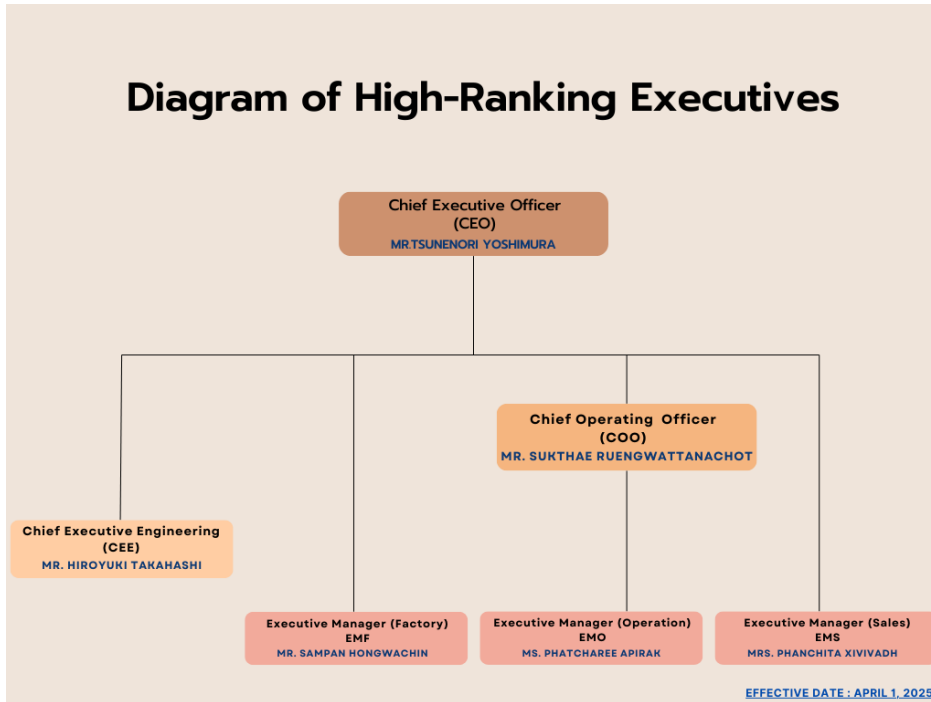 Diagram of High-Ranking Executives
Chief Executive Officer
(CEO)
MR.TSUNENORI YOSHIMURA
Chief Operating Officer
(COO)
MR. SUKTHAE RUENGWATTANACHOT
Chief Executive Engineering
(CEE)
MR. HIROYUKI TAKAHASHI
Executive Manager (Factory)
EMF
MR. SAMPAN HONGWACHIN
Executive Manager (Operation)
EMO
MS. PHATCHAREE APIRAK
Executive Manager (Sales)
EMS
MRS. PHANCHITA XIVIVADH
EFFECTIVE DATE : APRIL 1, 2025